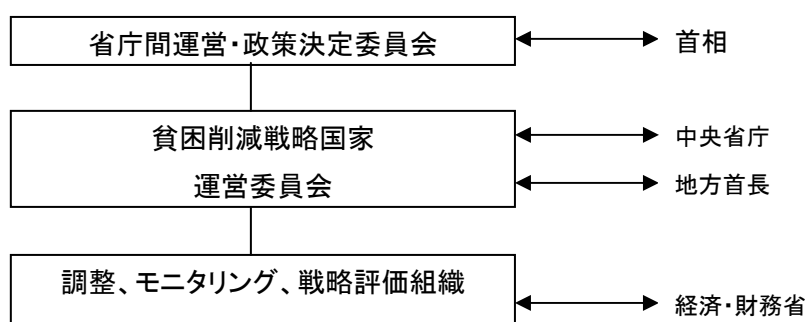 省庁間運営・政策決定委員会
首相
貧困削減戦略国家
中央省庁
運営委員会
地方首長
調整、モニタリング、戦略評価組織
経済・財務省